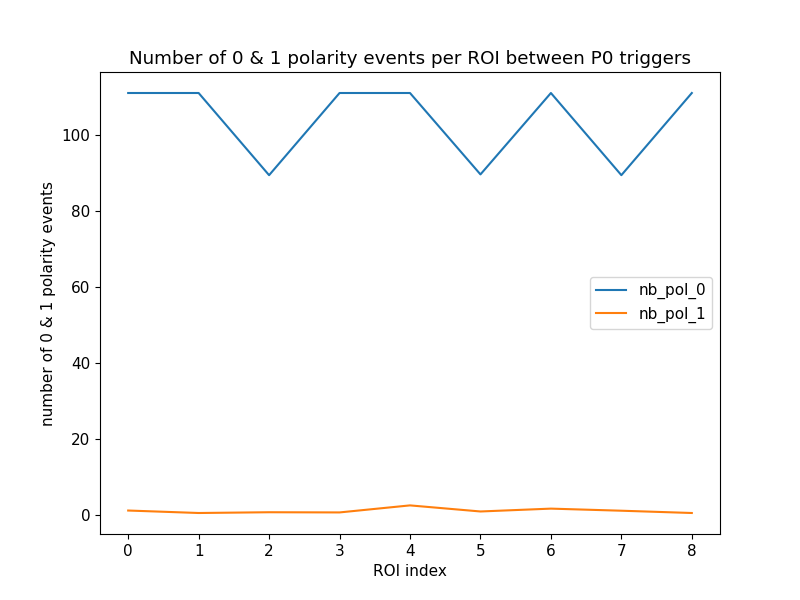 Number of 0 & 1 polarity events per ROI between P0 triggers
number of 0 & 1 polarity events
100
80
60
40
20
0
nb_pol_0
nb_pol_1
0 1 2 3 4 5 6 7 8
ROI index